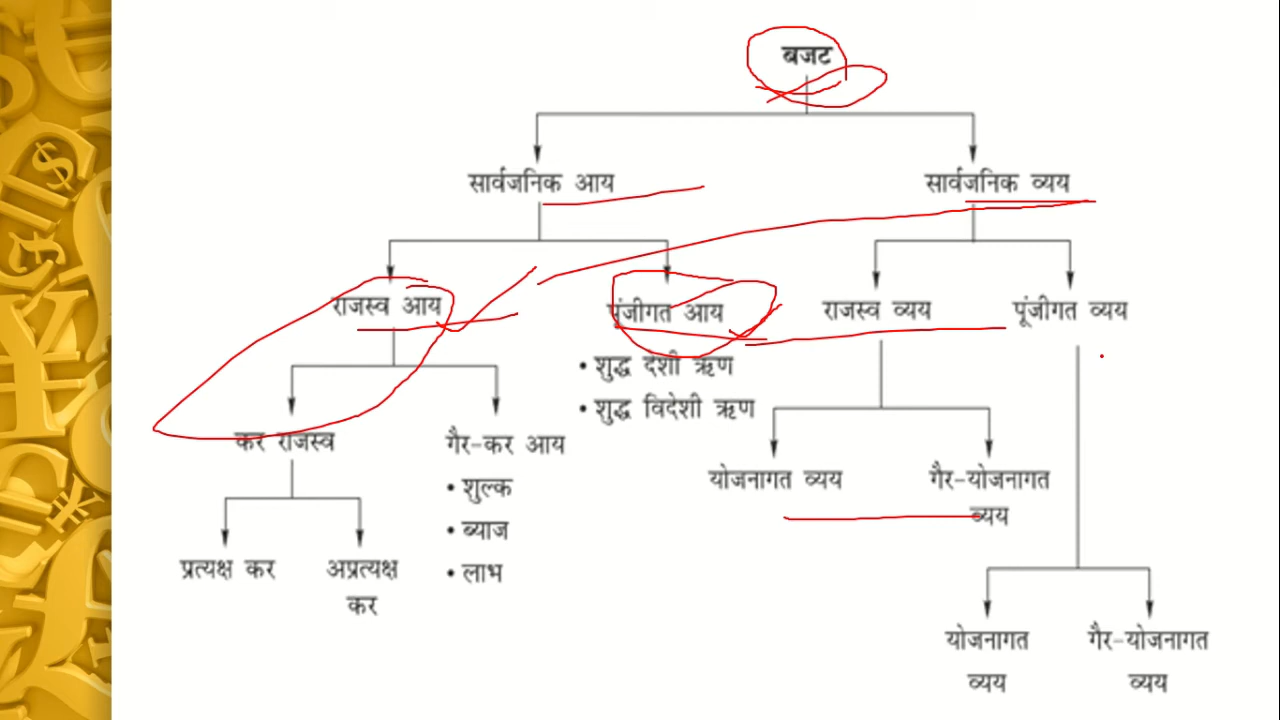 बजट
सार्वजनिक आय
सार्वजनिक व्यय
राजस्व आय
पूंजीगत आय
राजस्व व्यय
पूंजीगत व्यय
• शुद्ध देशी ऋण
• शुद्ध विदेशी ऋण
कर राजस्व
गैर-कर आय
• शुल्क
• ब्याज
• लाभ
योजनागत व्यय
गैर-योजनागत
व्यय
प्रत्यक्ष कर
अप्रत्यक्ष
कर
योजनागत
व्यय
गैर-योजनागत
व्यय